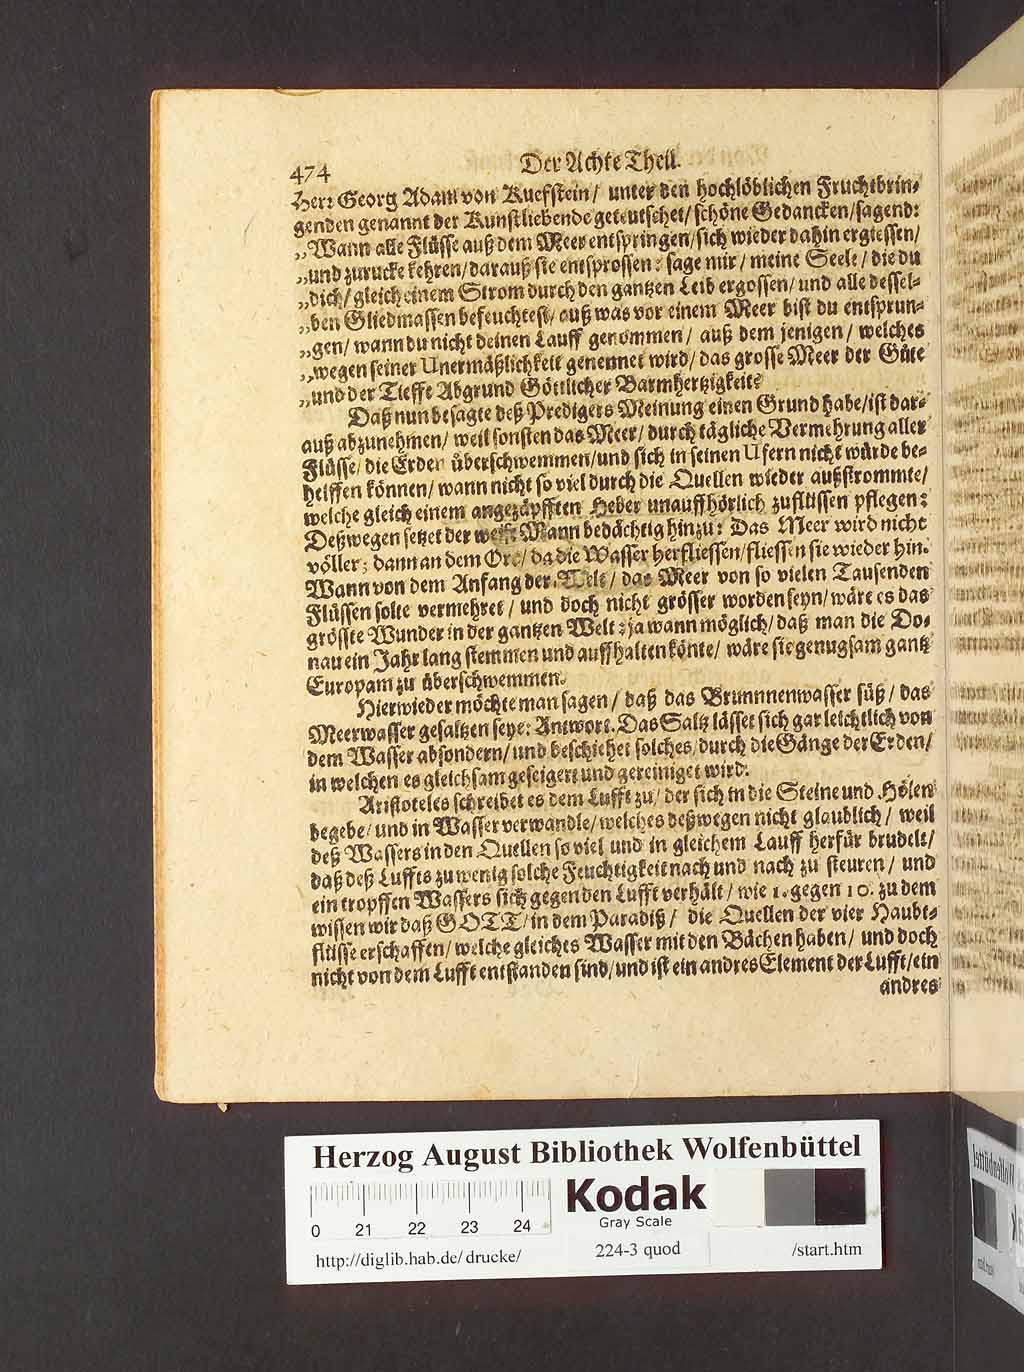 474
Der Achte Theil.
Herr Georg Adam von Kuefstein/ unter den hochlöblichen Fruchtbrin-
genden genannt der Kunstliebende geteutschet/ schöne Gedancken/sagend:
„Wann alle Flüsse auß dem Meer entspringen/sich wieder dahin ergiessen/
„und zurucke kehren/darauß sie entsprossen: sage mir/ meine Seele/ die du
„dich/ gleich einem Strom durch den gantzen Leib ergossen/ und alle dessel-
„ben Gliedmassen befeuchtest/ auß was vor einem Meer bist du entsprun-
„gen/ wann du nicht deinen Lauff genommen/ auß dem jenigen/ welches
„wegen seiner Unermäßlichkeit genennet wird/ das grosse Meer der Güte
„und der Tieffe Abgrund Göttlicher Barmhertzigkeit?
Daß nun besagte deß Predigers Meinung einen Grund habe/ist dar-
auß abzunehmen/ weil sonsten das Meer/ durch tägliche Vermehrung aller
Flüsse/ die Erden überschwemmen/und sich in seinen Ufern nicht würde be-
helffen können/ wann nicht so viel durch die Quellen wieder außströmmte/
welche gleich einem angezäpfften Heber unauffhörlich zuflüssen pflegen:
Deßwegen setzet der weise Mann bedächtig hinzu: Das Meer wird nicht
völler; dann an dem Ort/ da die Wasser herfliessen/fliessen sie wieder hin.
Wann von dem Anfang der Welt/ das Meer von so vielen Tausenden
Flüssen solte vermehret/ und doch nicht grösser worden seyn/ wäre es das
grösste Wunder in der gantzen Welt: ja wann möglich/ daß man die Do-
nau ein Jahr lang stemmen und auffhalten könte/ wäre sie genugsam gantz
Europam zu überschwemmen.
Hierwieder möchte man sagen/ daß das Brunnnenwasser süß/ das
Meerwasser gesaltzen seye: Antwort. Das Saltz lässet sich gar leichtlich von
dem Wasser absondern/ und beschiehet solches/durch die Gänge der Erden/
in welchen es gleichsam geseigert und gereiniget wird.
Aristoteles schreibet es dem Lufft zu/ der sich in die Steine und Hölen
begebe/ und in Wasser verwandle/ welches deßwegen nicht glaublich/ weil
deß Wassers in den Quellen so viel und in gleichem Lauff herfür brudelt/
daß deß Luffts zu wenig solche Feuchtigkeit nach und nach zu steuren/ und
ein tropffen Wassers sich gegen den Lufft verhält/ wie 1. gegen 10. zu dem
wissen wir daß GOTT/ in dem Paradiß/ die Quellen der vier Haubt-
flüsse erschaffen/ welche gleiches Wasser mit den Bächen haben/ und doch
nicht von dem Lufft entstanden sind/ und ist ein andres Element der Lufft/ein
andres
Herzog August Bibliothek Wolfenbüttel
0 21 22 23 24
Kodak
Gray Scale
http://diglib.hab.de/ drucke/
224-3 quod
/start.htm